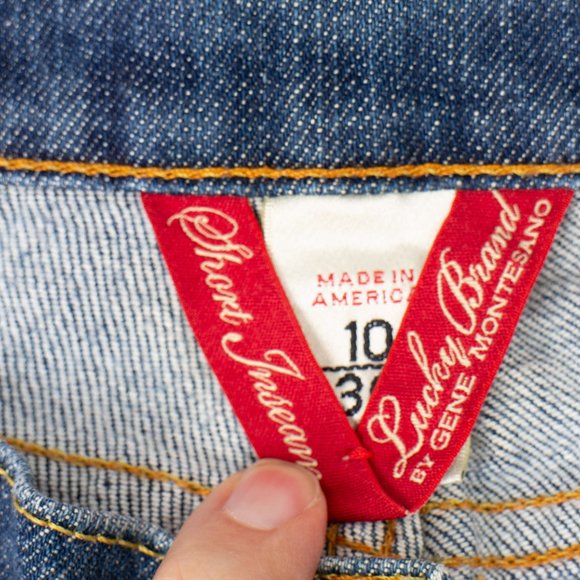 Short Inseam
MADE IN
AMERICA
10
Lucky Brand
BY GENE MONTESANO